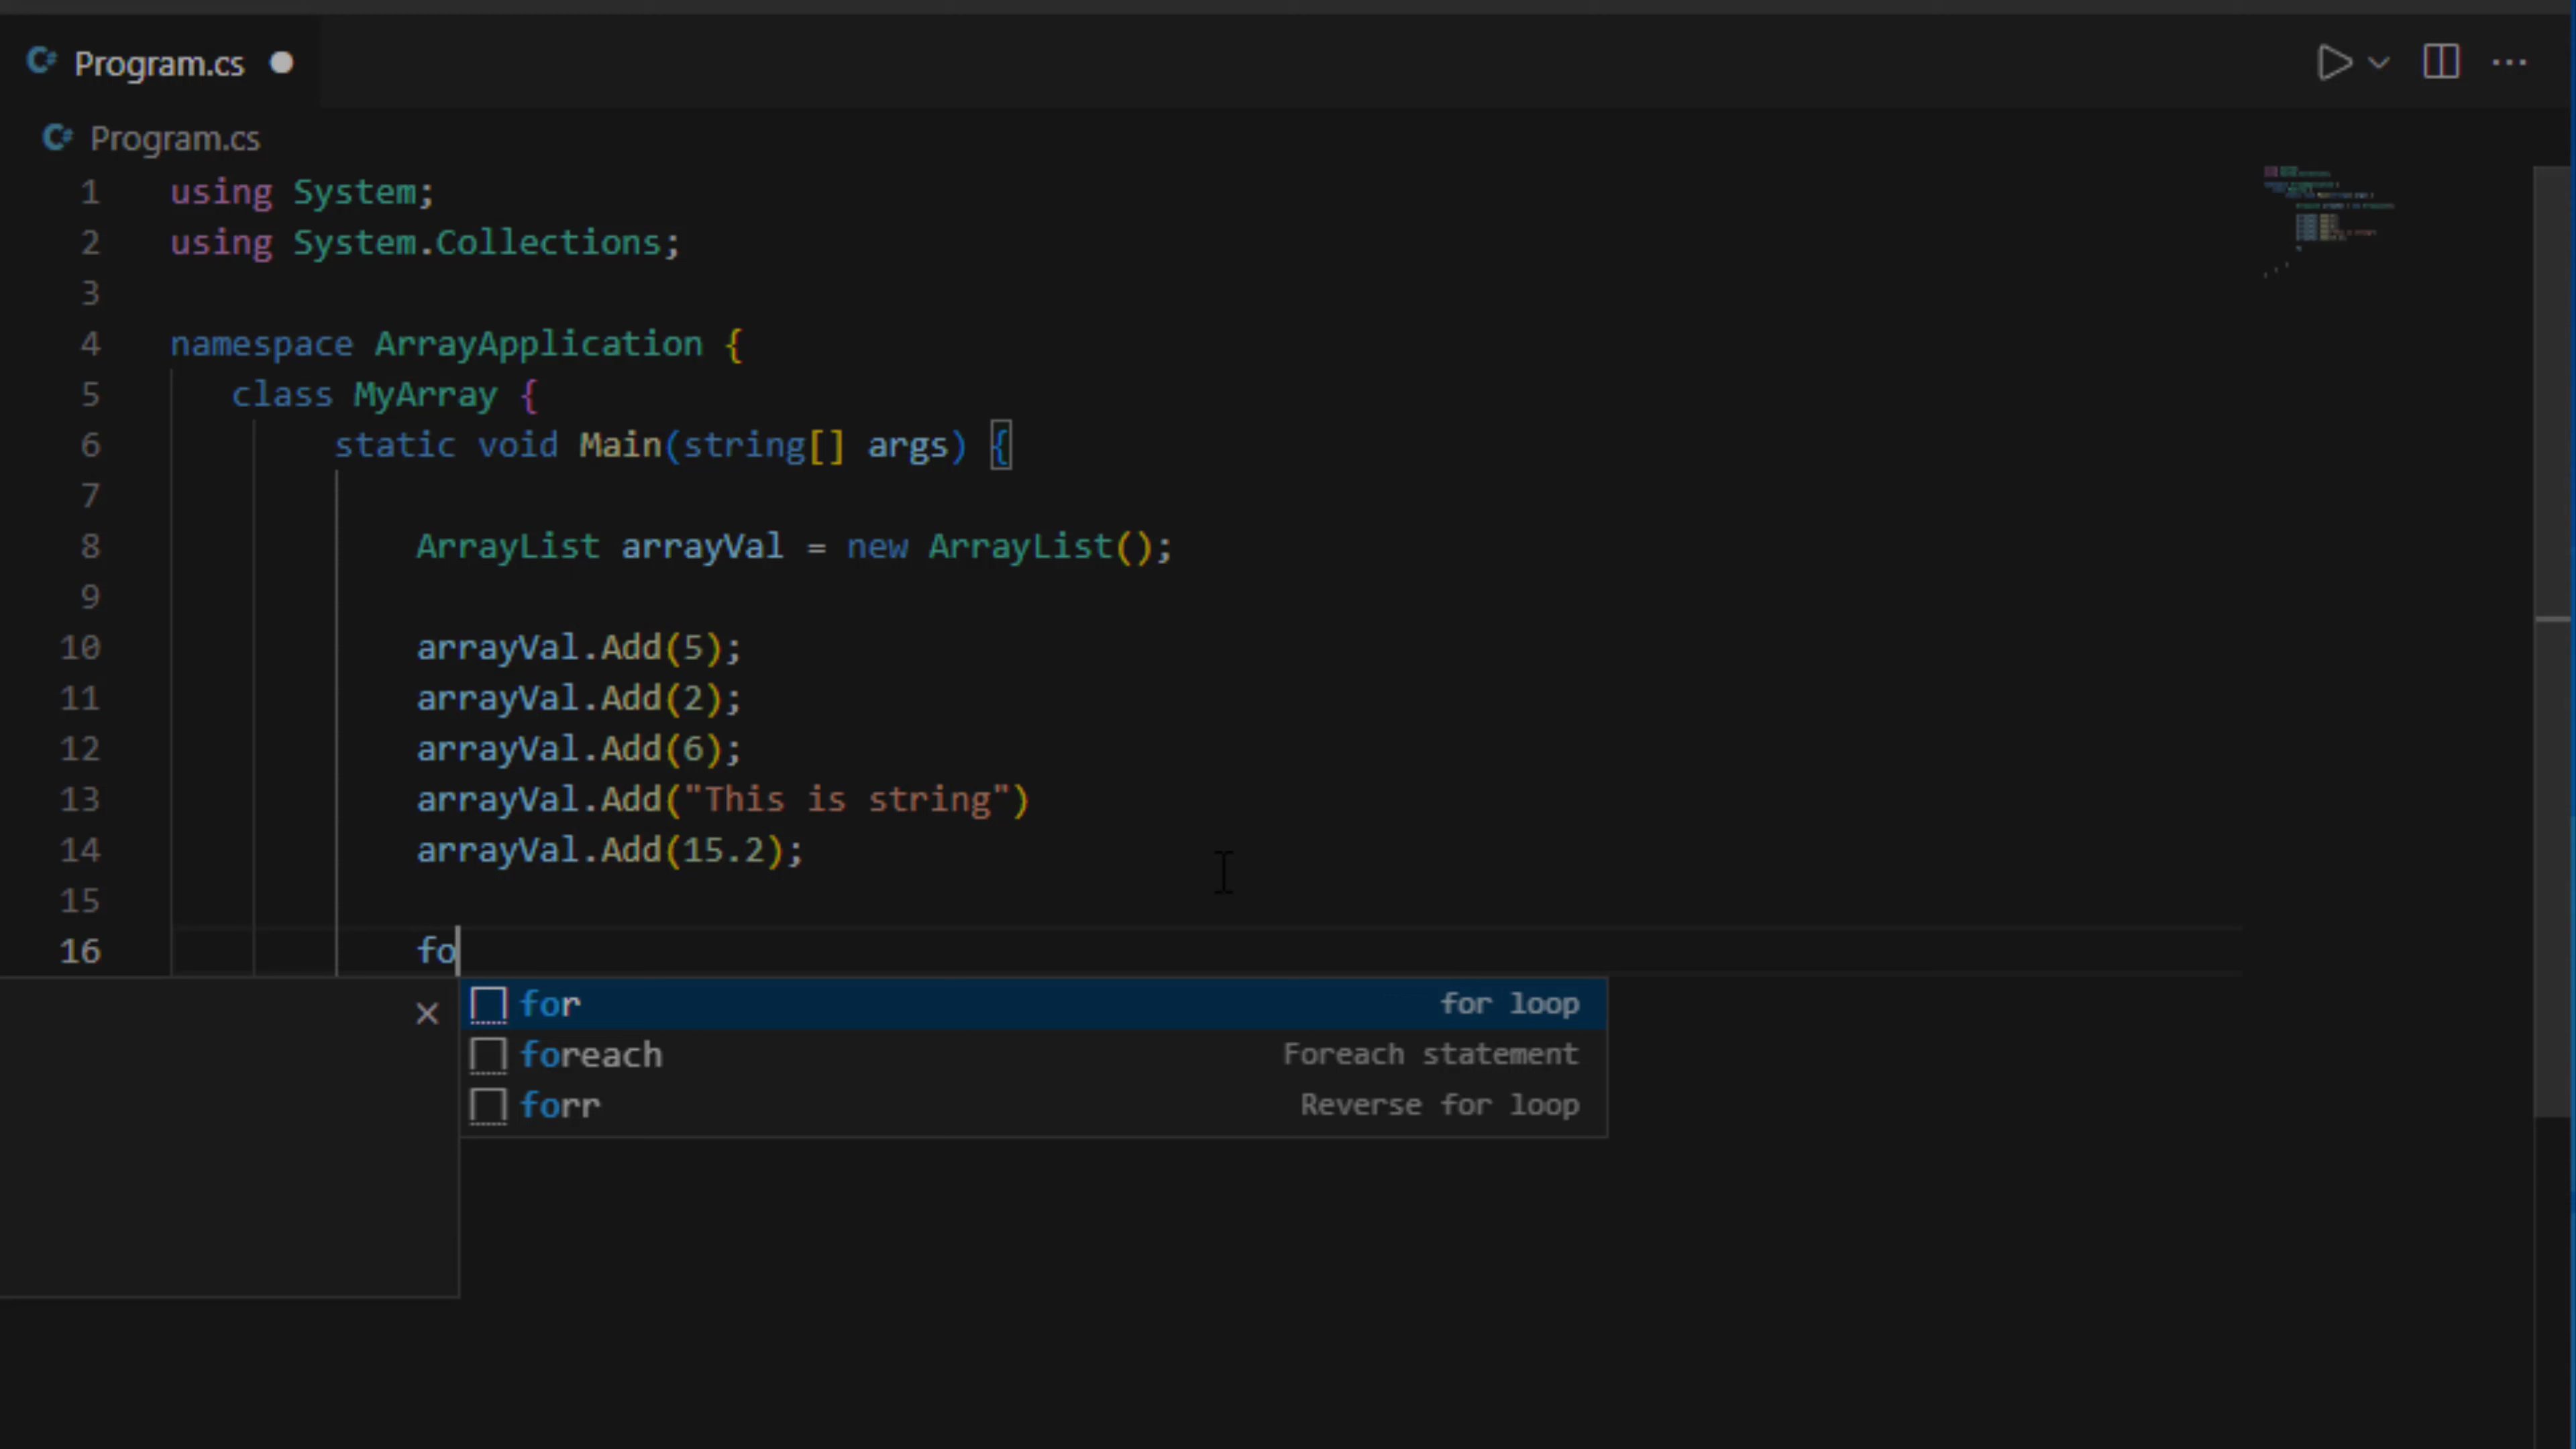 Program.cs
Program.cs
1 using System;
2 using System.Collections;
3
4 namespace ArrayApplication {
5 class MyArray {
6 static void Main(string[] args) {
7
8 ArrayList arrayVal = new ArrayList();
9
10 arrayVal.Add(5);
11 arrayVal.Add(2);
12 arrayVal.Add(6);
13 arrayVal.Add("This is string")
14 arrayVal.Add(15.2);
15
16 fo
for for loop
foreach Foreach statement
forr Reverse for loop